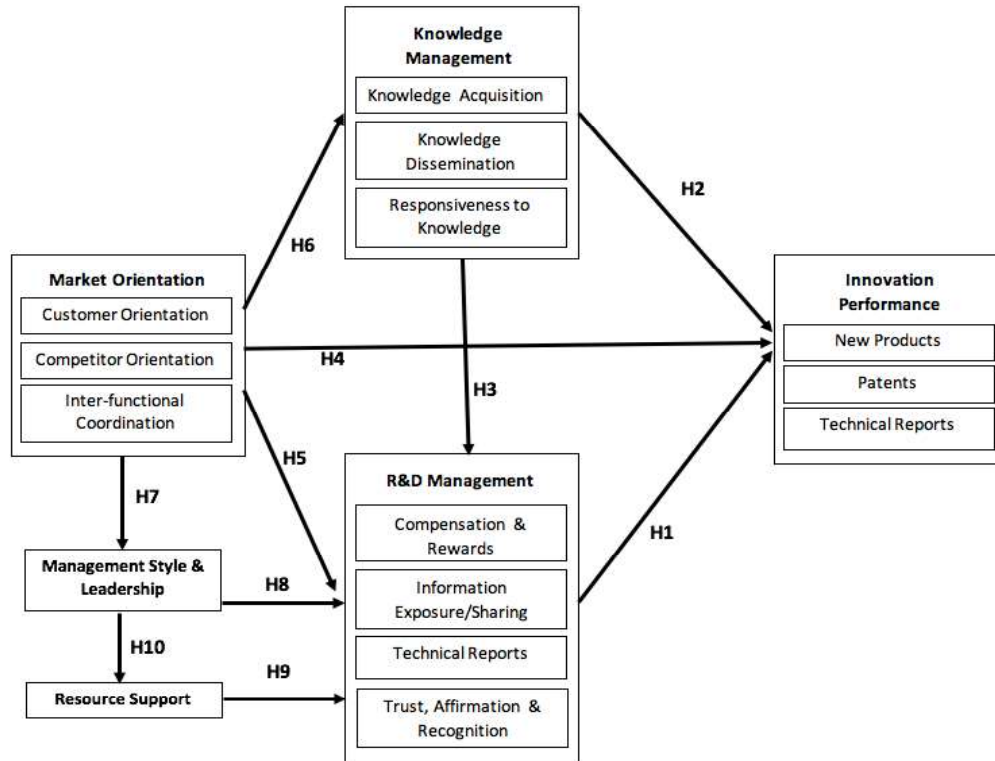 Knowledge
Management
Knowledge Acquisition
Knowledge
Dissemination
Responsiveness to
Knowledge
H2
H6
Market Orientation
Customer Orientation
Competitor Orientation
Inter-functional
Coordination
Innovation
Performance
New Products
Patents
Technical Reports
H4
H3
H5
R&D Management
Compensation &
Rewards
Information
Exposure/Sharing
Technical Reports
Trust, Affirmation &
Recognition
H1
H7
Management Style &
Leadership
H8
H10
Resource Support
H9